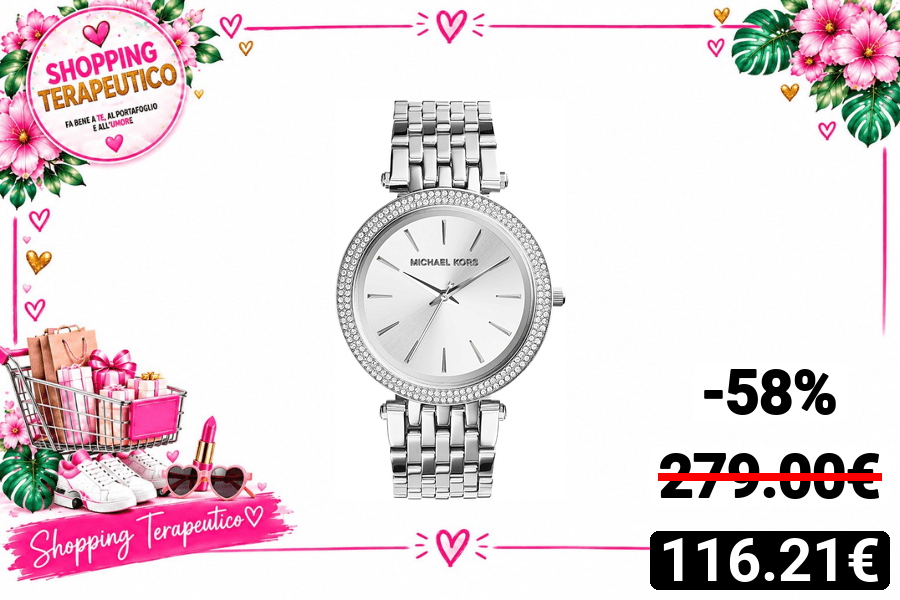 SHOPPING
TERAPEUTICO
FA BENE A TE, AL PORTAFOGLIO
E ALL'UMORE
MICHAEL KORS
-58%
279.00€
116.21€
Shopping Terapeutico